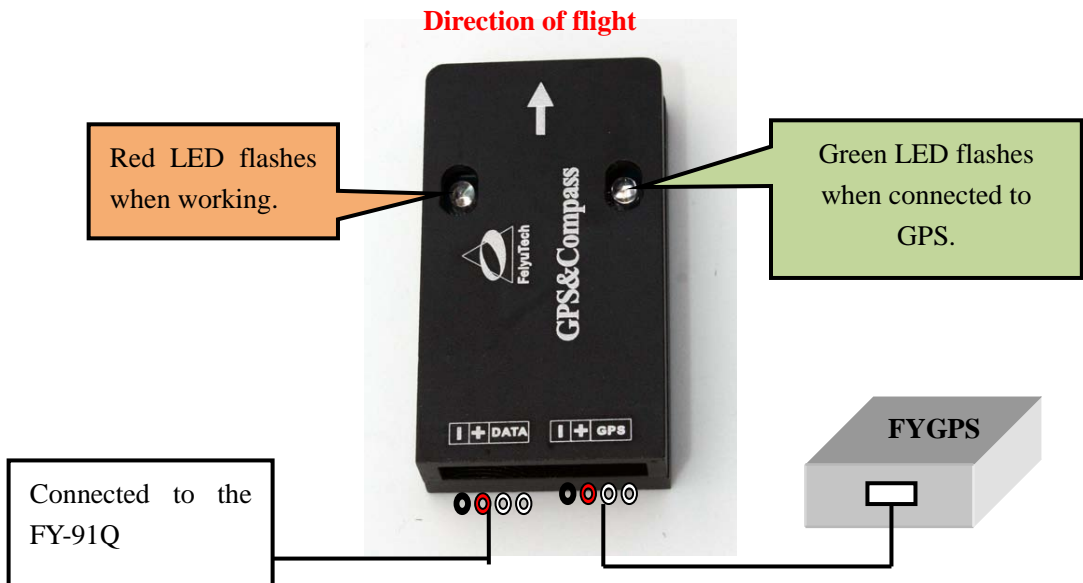 Direction of flight
Red LED flashes
when working.
Green LED flashes
when connected to
GPS.
FeiyuTech
GPS&Compass
- + DATA
- + GPS
FYGPS
Connected to the
FY-91Q